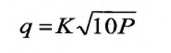 q = K√10P